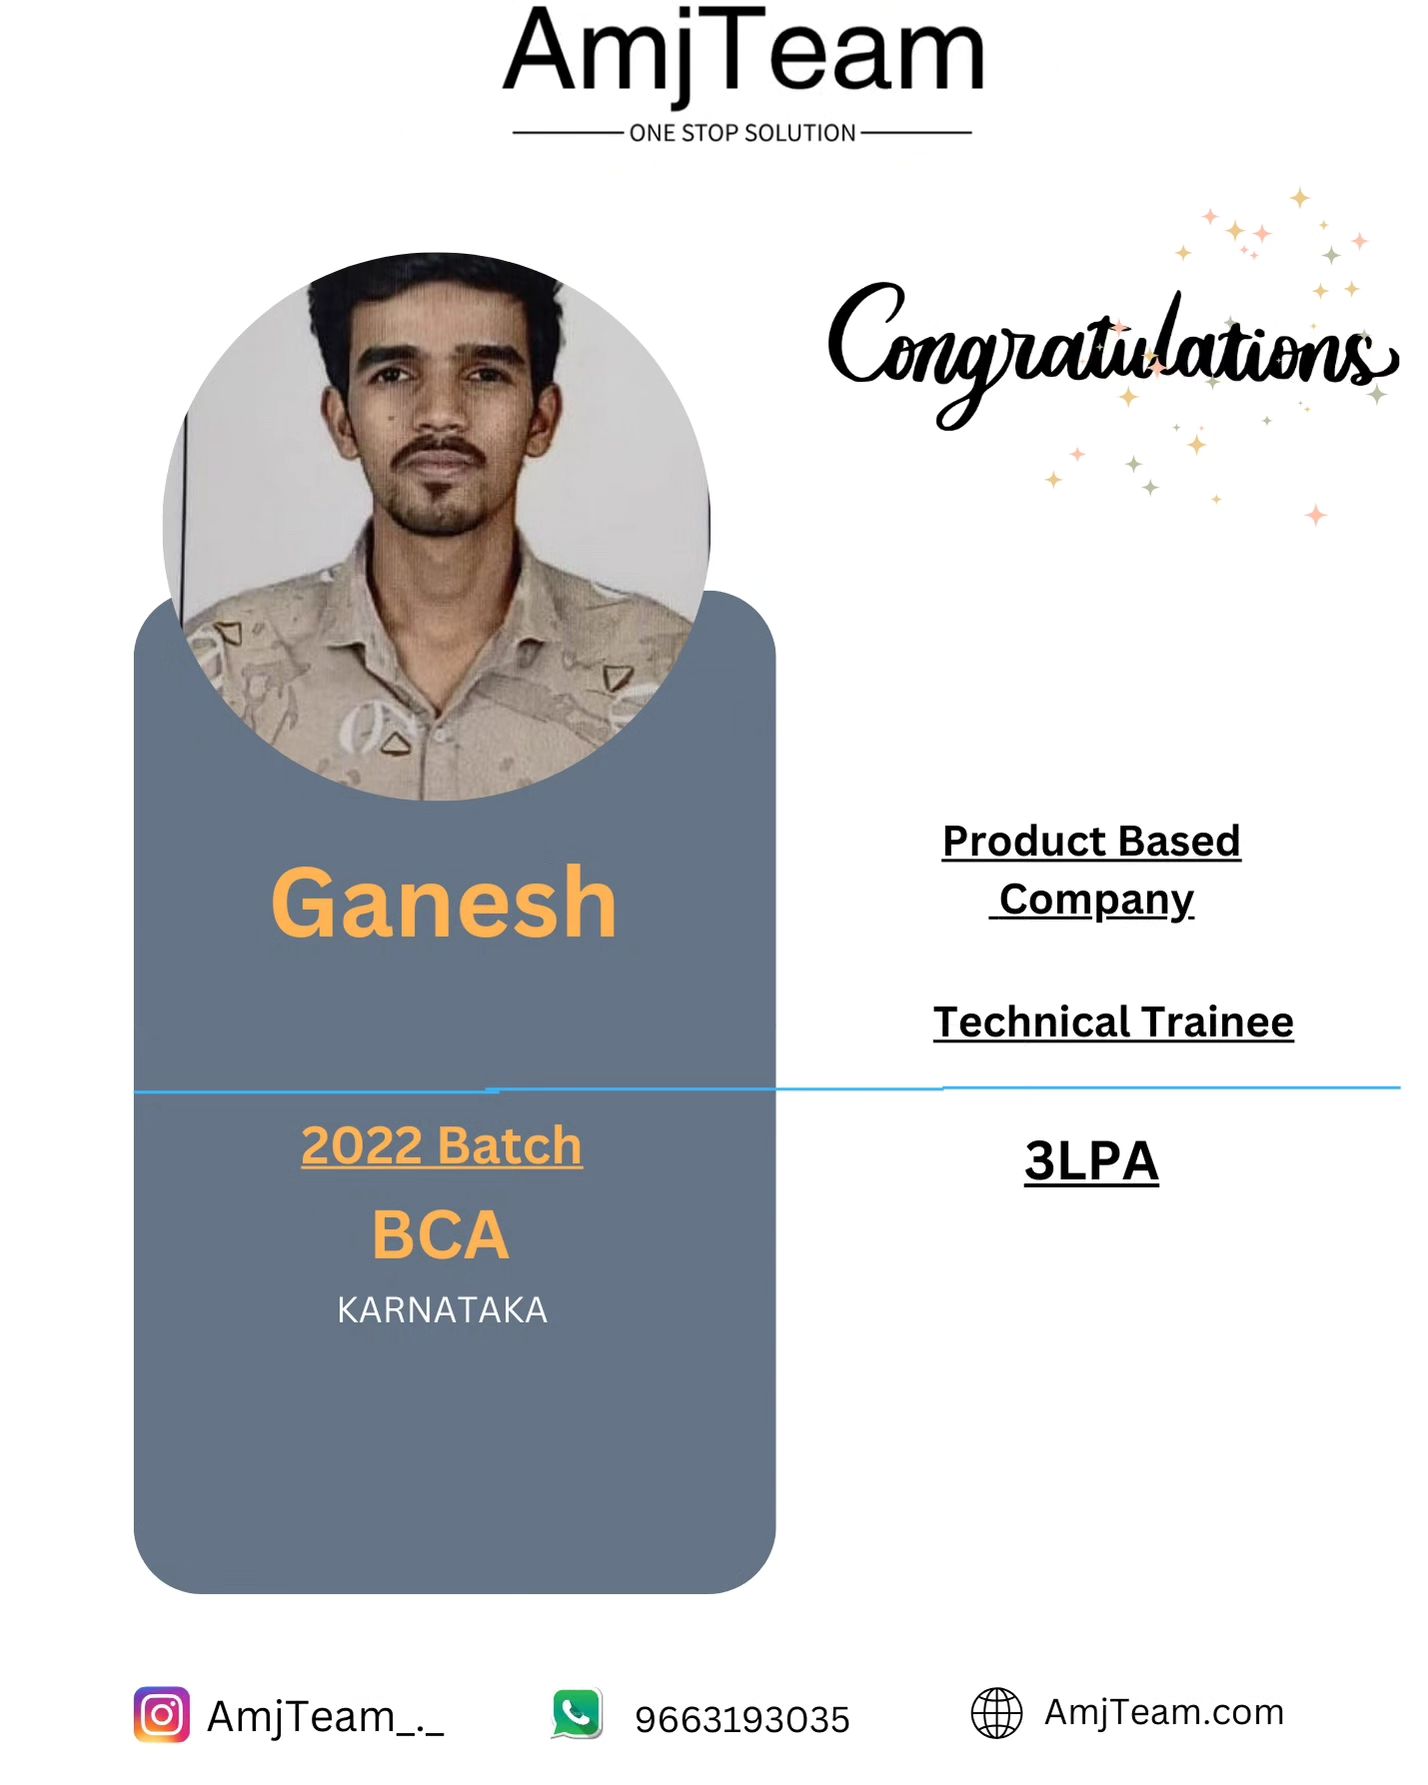 AmjTeam
ONE STOP SOLUTION
Congratulations
Ganesh
Product Based
Company
Technical Trainee
2022 Batch
BCA
KARNATAKA
3LPA
AmjTeam_._
9663193035
AmjTeam.com